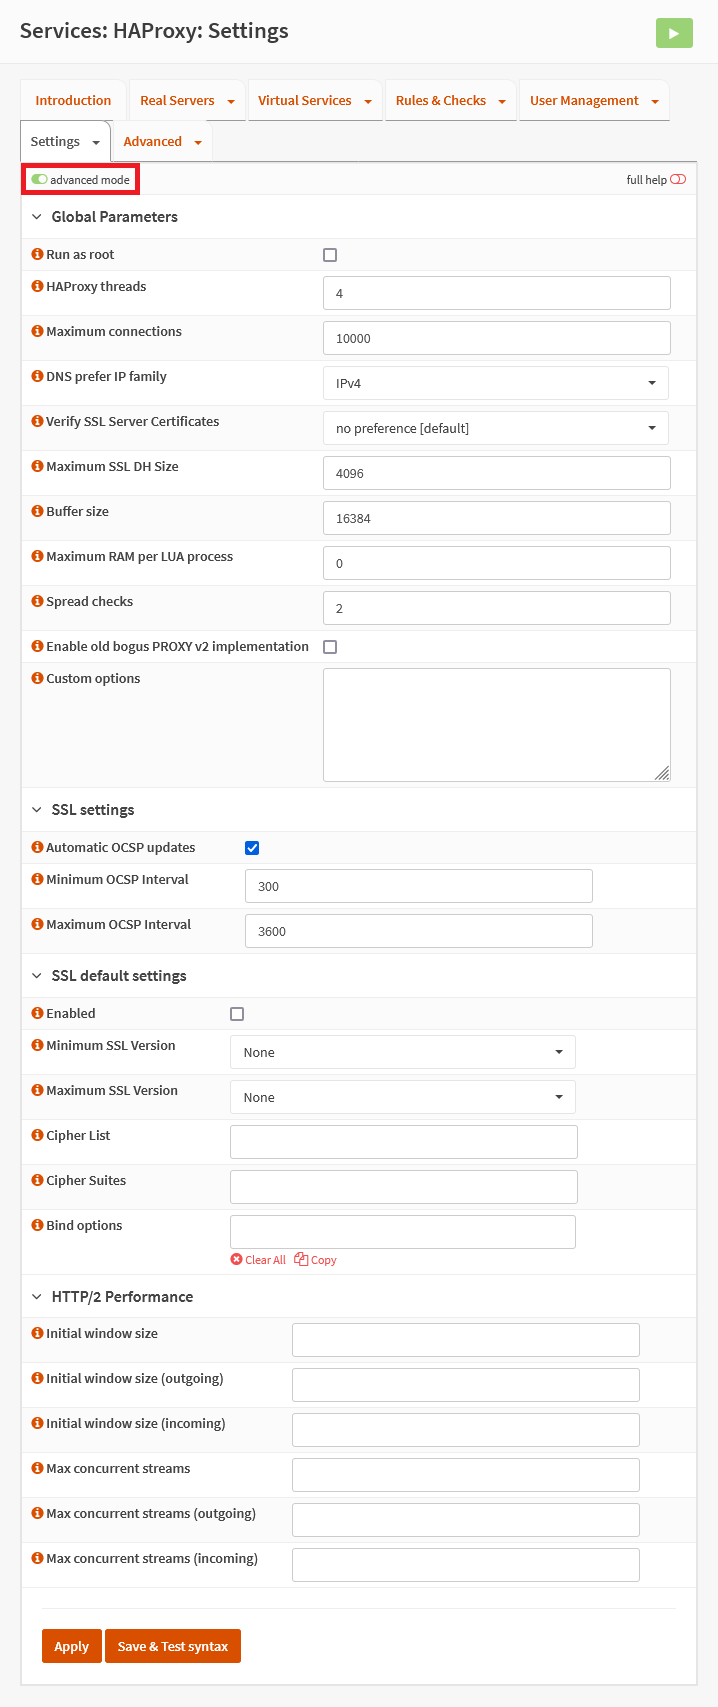 Services: HAProxy: Settings
Introduction Real Servers Virtual Services Rules & Checks User Management
Settings Advanced
advanced mode full help
Global Parameters
Run as root
HAProxy threads 4
Maximum connections 10000
DNS prefer IP family IPv4
Verify SSL Server Certificates no preference [default]
Maximum SSL DH Size 4096
Buffer size 16384
Maximum RAM per LUA process 0
Spread checks 2
Enable old bogus PROXY v2 implementation
Custom options
SSL settings
Automatic OCSP updates
Minimum OCSP Interval 300
Maximum OCSP Interval 3600
SSL default settings
Enabled
Minimum SSL Version None
Maximum SSL Version None
Cipher List
Cipher Suites
Bind options
Clear All Copy
HTTP/2 Performance
Initial window size
Initial window size (outgoing)
Initial window size (incoming)
Max concurrent streams
Max concurrent streams (outgoing)
Max concurrent streams (incoming)
Apply Save & Test syntax